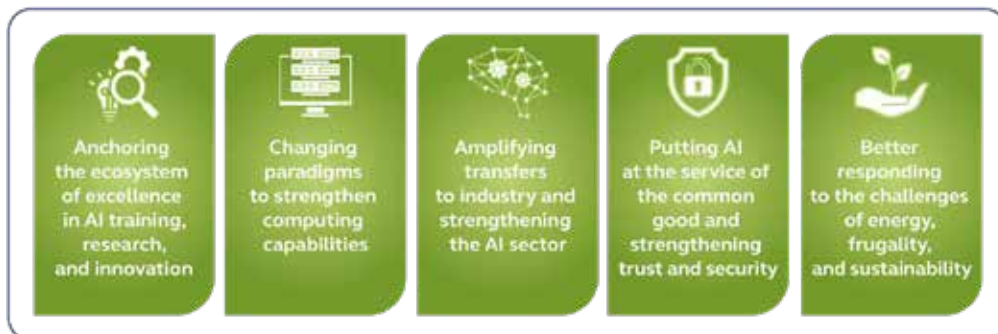 Anchoring
the ecosystem
of excellence
in AI training,
research,
and innovation
Changing
paradigms
to strengthen
computing
capabilities
Amplifying
transfers
to industry and
strengthening
the AI sector
Putting AI
at the service of
the common
good and
strengthening
trust and security
Better
responding
to the challenges
of energy,
frugality,
and sustainability